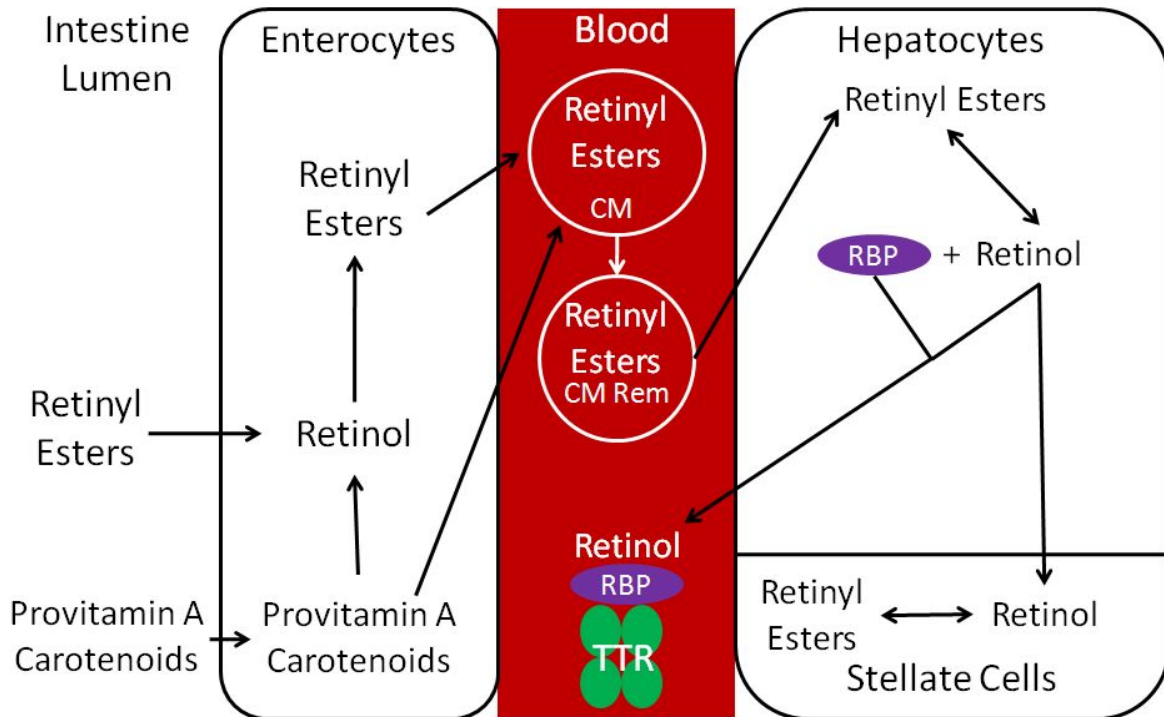 Intestine
Lumen
Enterocytes
Retinyl
Esters
Retinol
Retinyl
Esters
Provitamin A
Carotenoids
Provitamin A
Carotenoids
Blood
Retinyl
Esters
CM
Retinyl
Esters
CM Rem
Retinol
RBP
TTR
Hepatocytes
Retinyl Esters
RBP + Retinol
Retinyl
Esters
Retinol
Stellate Cells